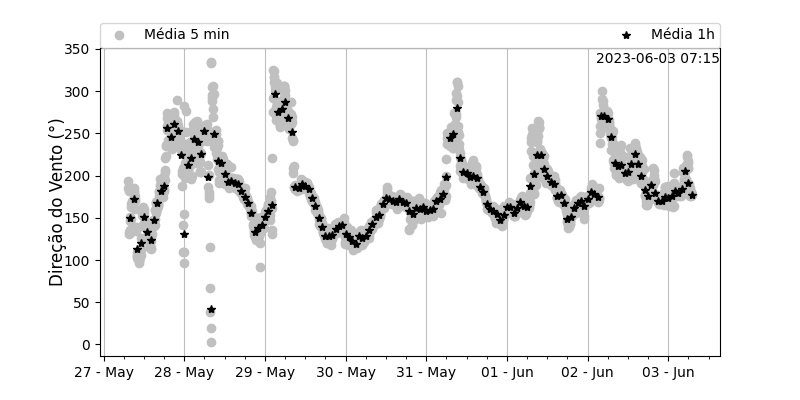 Média 5 min
Média 1h
2023-06-03 07:15
Direção do Vento (°)
350
300
250
200
150
100
50
0
27 - May
28 - May
29 - May
30 - May
31 - May
01 - Jun
02 - Jun
03 - Jun